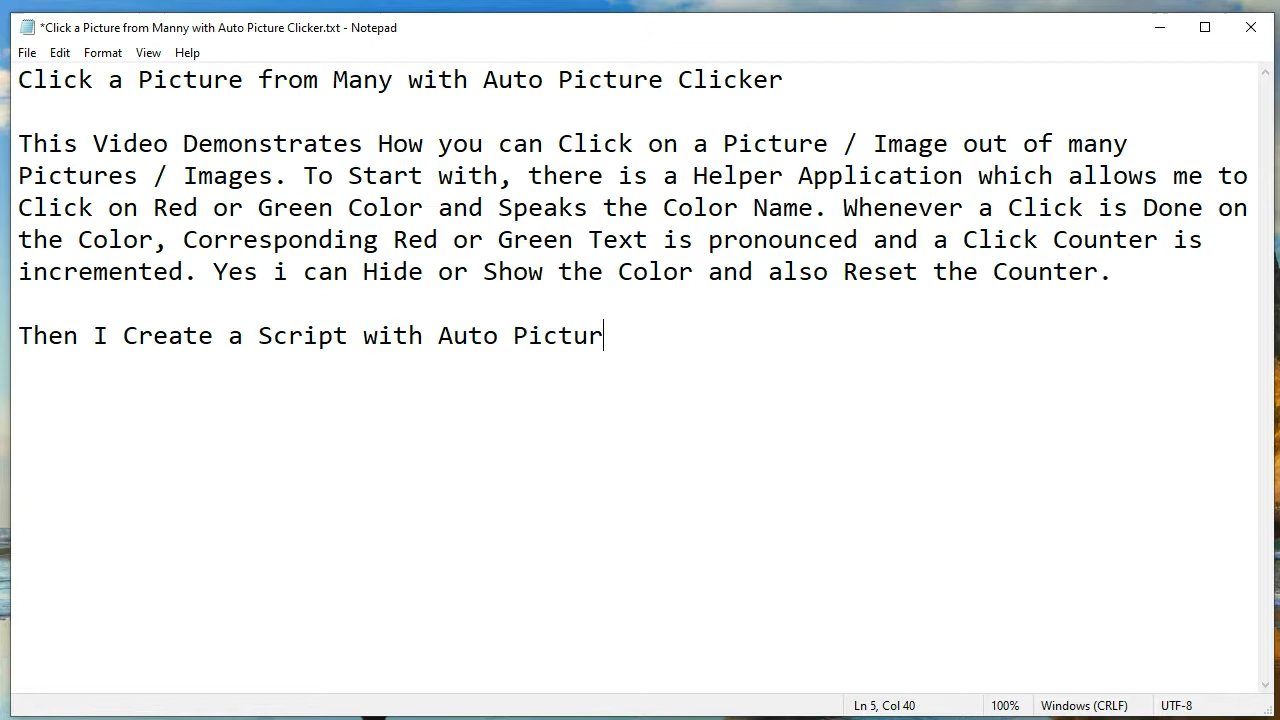 *Click a Picture from Manny with Auto Picture Clicker.txt - Notepad
File Edit Format View Help
Click a Picture from Many with Auto Picture Clicker
This Video Demonstrates How you can Click on a Picture / Image out of many
Pictures / Images. To Start with, there is a Helper Application which allows me to
Click on Red or Green Color and Speaks the Color Name. Whenever a Click is Done on
the Color, Corresponding Red or Green Text is pronounced and a Click Counter is
incremented. Yes i can Hide or Show the Color and also Reset the Counter.
Then I Create a Script with Auto Pictur
Ln 5, Col 40 100% Windows (CRLF) UTF-8